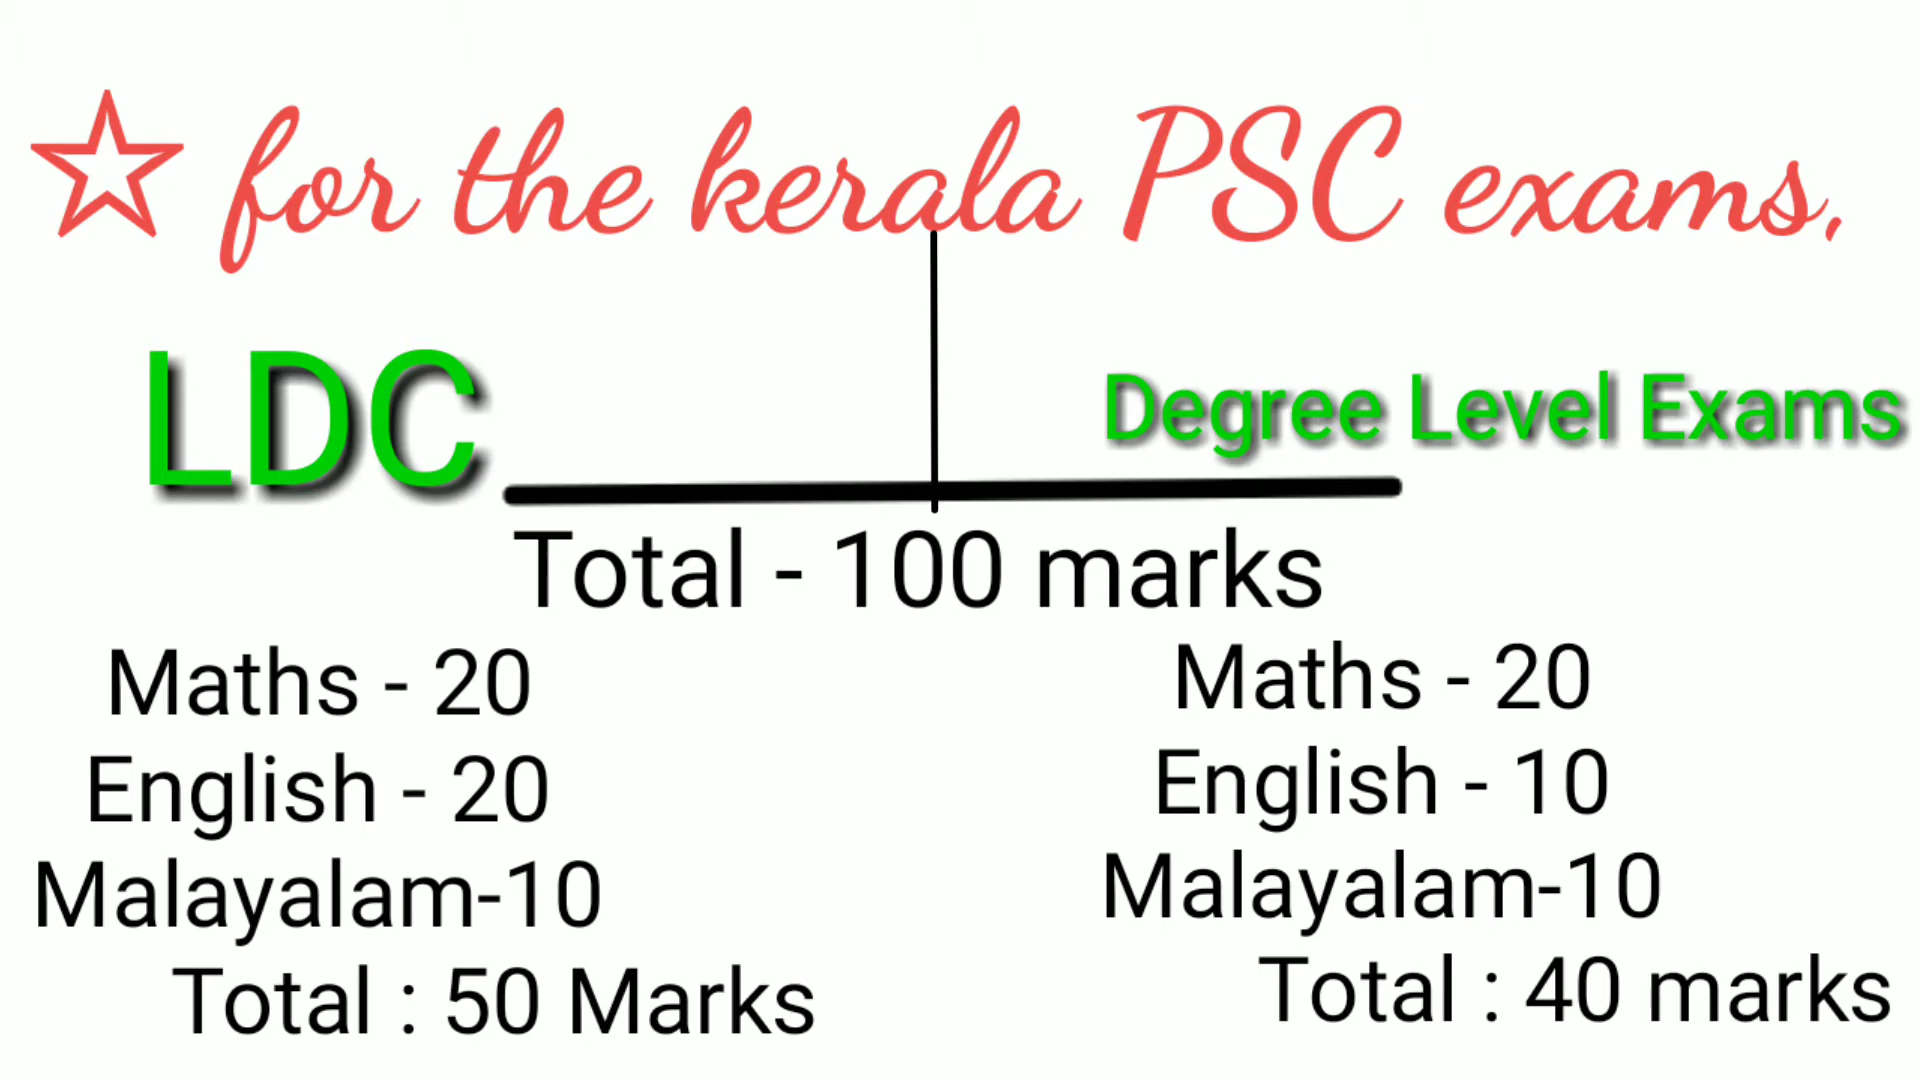 for the kerala PSC exams,
LDC
Degree Level Exams
Total - 100 marks
Maths - 20
English - 20
Malayalam-10
Total : 50 Marks
Maths - 20
English - 10
Malayalam-10
Total : 40 marks